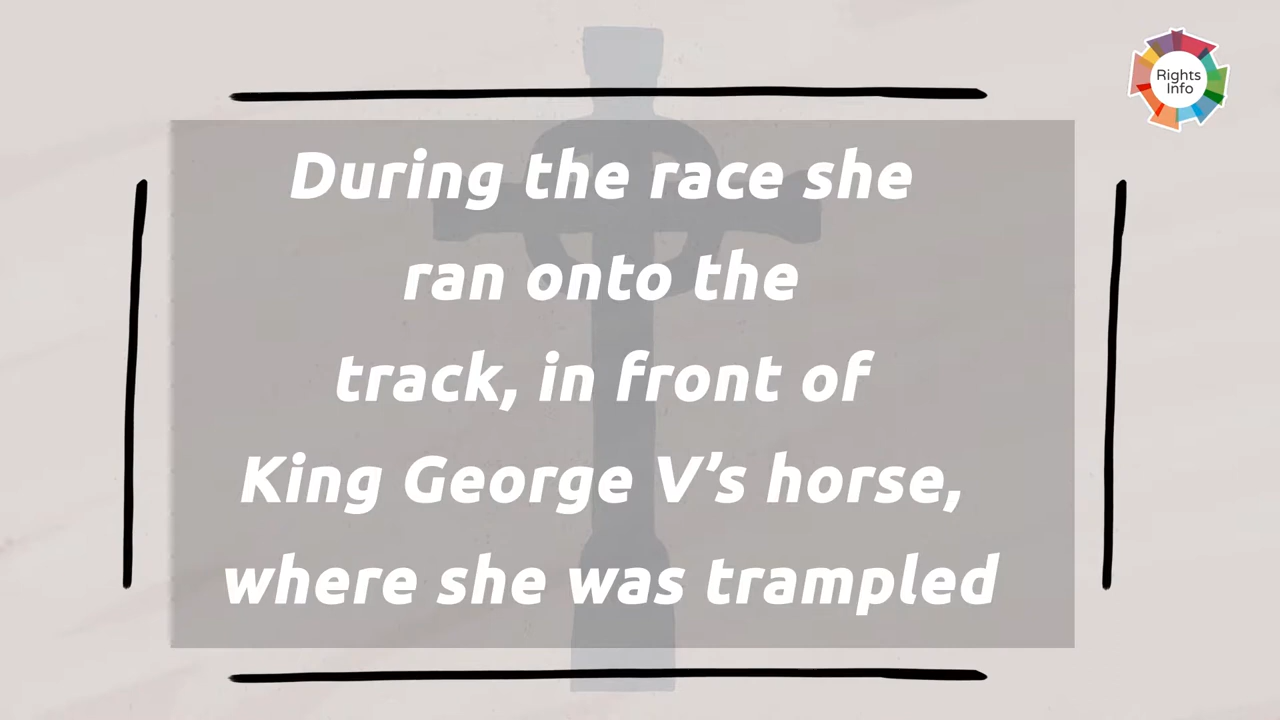 Rights
Info
During the race she
ran onto the
track, in front of
King George V’s horse,
where she was trampled